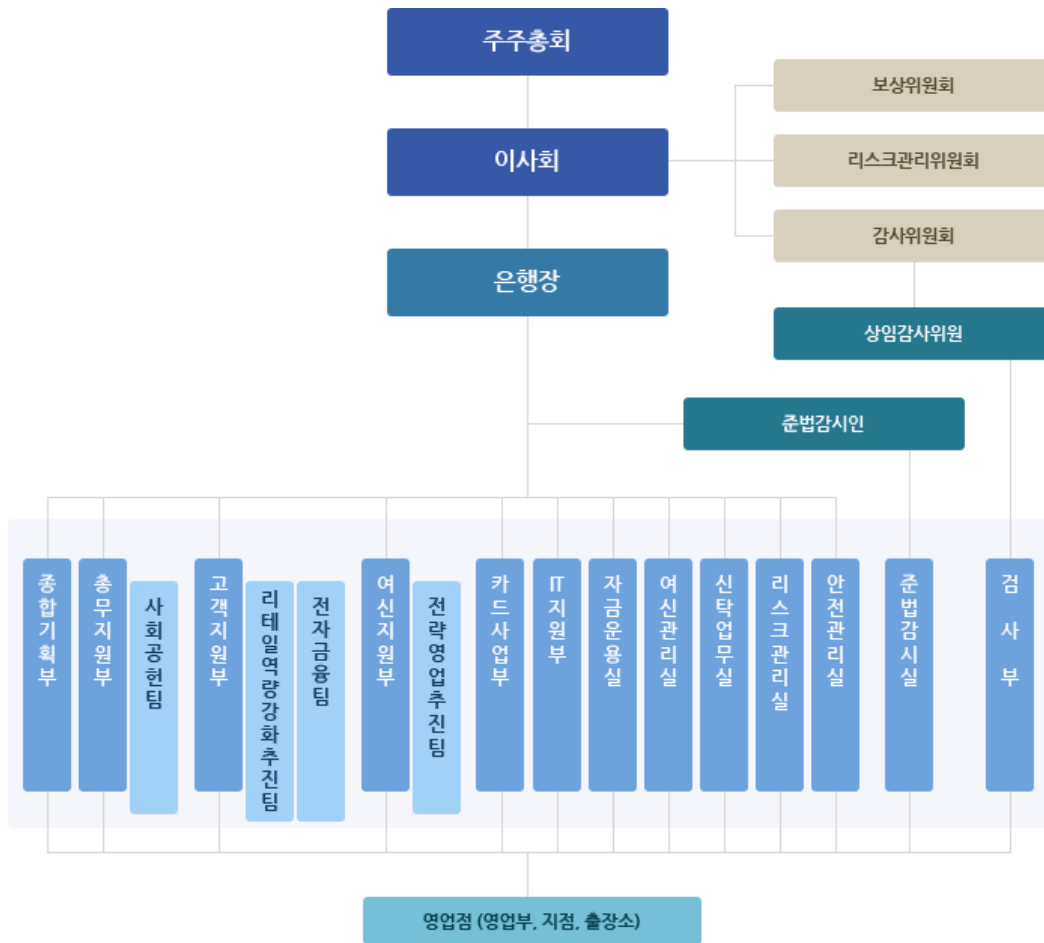 주주총회
보상위원회
이사회
리스크관리위원회
감사위원회
은행장
상임감사위원
준법감시인
종합기획부
총무지원부
사회공헌팀
고객지원부
리테일역량강화추진팀
전자금융팀
여신지원부
전략영업추진팀
카드사업부
IT지원부
자금운용실
여신관리실
신탁업무실
리스크관리실
안전관리실
준법감시실
검사부
영업점 (영업부, 지점, 출장소)